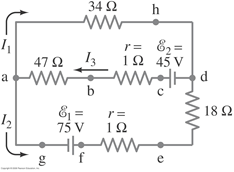 34 Ω
h
I₁
I₃
r =
ℰ₂ =
47 Ω
1 Ω
45 V
a
b
c
d
18 Ω
ℰ₁ =
r =
I₂
75 V
1 Ω
g
f
e